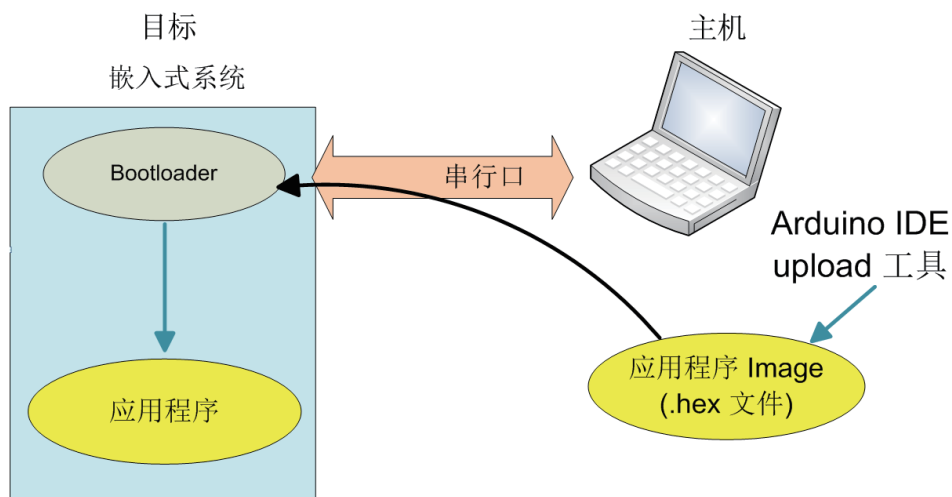 目标
嵌入式系统
主机
Bootloader
串行口
Arduino IDE
upload 工具
应用程序
应用程序 Image
(.hex 文件)